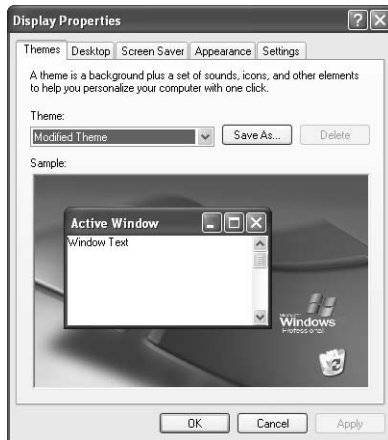 Display Properties
Themes Desktop Screen Saver Appearance Settings
A theme is a background plus a set of sounds, icons, and other elements
to help you personalize your computer with one click.
Theme:
Modified Theme Save As... Delete
Sample:
Active Window
Window Text
Microsoft
Windows
Professional
OK Cancel Apply